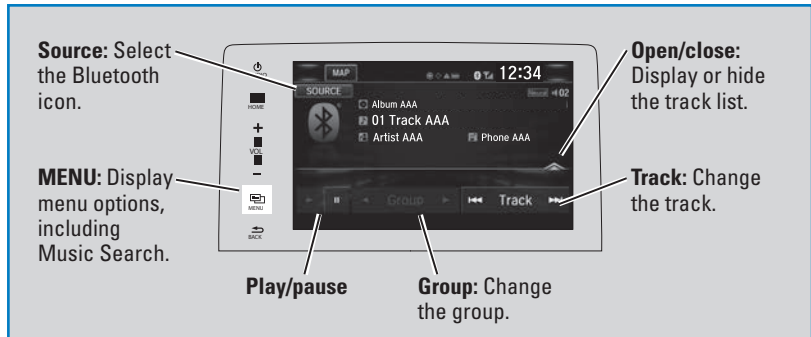 Source: Select
the Bluetooth
icon.
MENU: Display
menu options,
including
Music Search.
HOME
+
VOL
–
MENU
BACK
MAP
12:34
SOURCE
02
Album AAA
01 Track AAA
Artist AAA
Phone AAA
Group
Track
Open/close:
Display or hide
the track list.
Track: Change
the track.
Play/pause
Group: Change
the group.